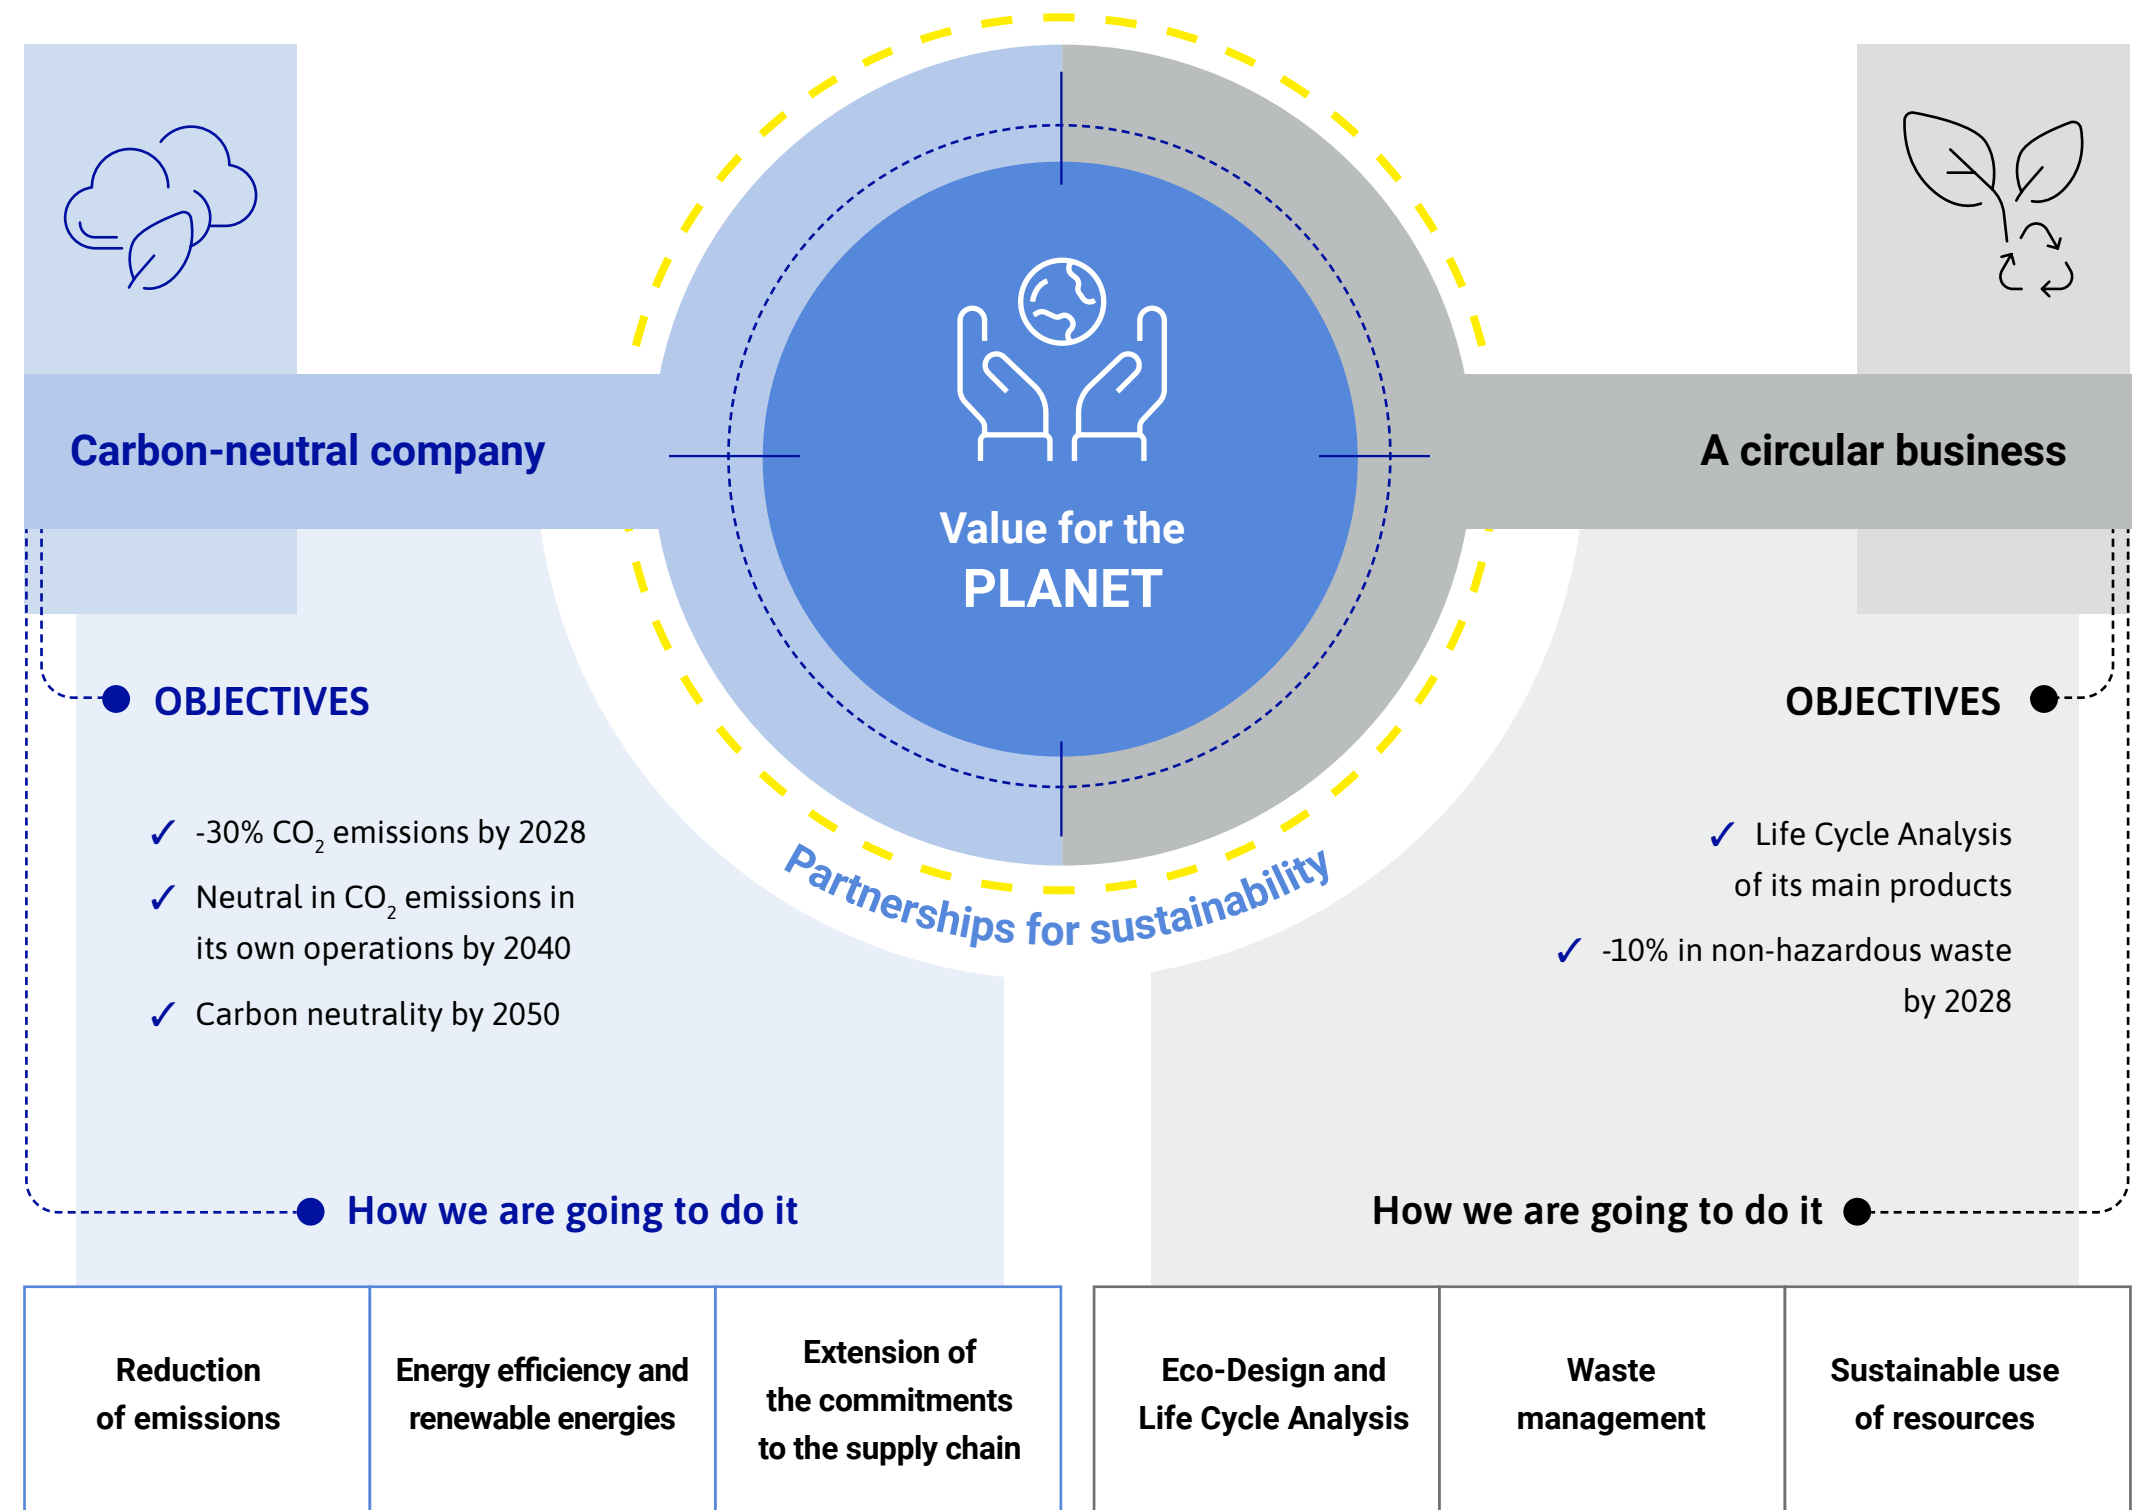 Value for the
PLANET
Partnerships for sustainability
Carbon-neutral company
OBJECTIVES
✓ -30% CO₂ emissions by 2028
✓ Neutral in CO₂ emissions in
its own operations by 2040
✓ Carbon neutrality by 2050
How we are going to do it
Reduction
of emissions
Energy efficiency and
renewable energies
Extension of
the commitments
to the supply chain
A circular business
OBJECTIVES
✓ Life Cycle Analysis
of its main products
✓ -10% in non-hazardous waste
by 2028
How we are going to do it
Eco-Design and
Life Cycle Analysis
Waste
management
Sustainable use
of resources